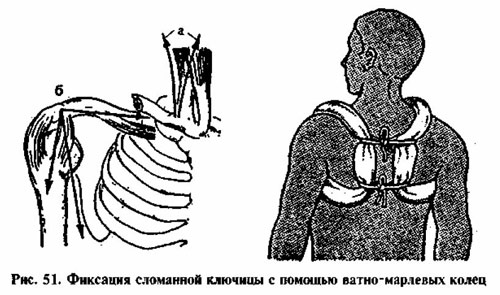 а
б
Рис. 51. Фиксация сломанной ключицы с помощью ватно-марлевых колец